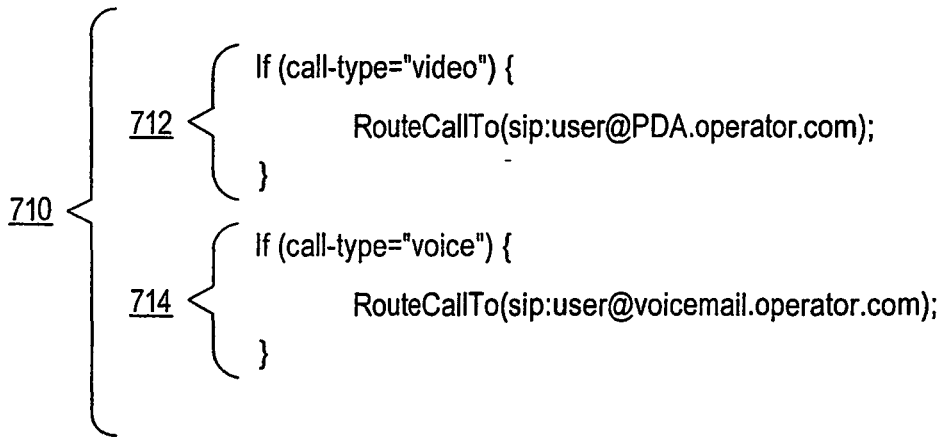 If (call-type="video") {
712
RouteCallTo(sip:user@PDA.operator.com);
}
710
If (call-type="voice") {
714
RouteCallTo(sip:user@voicemail.operator.com);
}